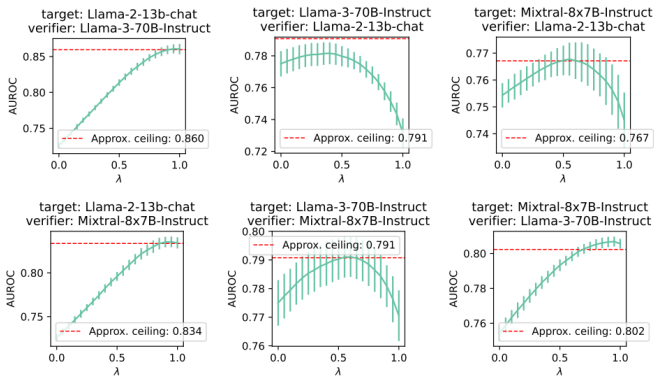 target: Llama-2-13b-chat
verifier: Llama-3-70B-Instruct
AUROC
0.85
0.80
0.75
Approx. ceiling: 0.860
0.0
0.5
1.0
λ
target: Llama-3-70B-Instruct
verifier: Llama-2-13b-chat
0.78
0.76
0.74
0.72
Approx. ceiling: 0.791
0.0
0.5
1.0
λ
target: Mixtral-8x7B-Instruct
verifier: Llama-2-13b-chat
AUROC
0.77
0.76
0.75
0.74
Approx. ceiling: 0.767
0.0
0.5
1.0
λ
target: Llama-2-13b-chat
verifier: Mixtral-8x7B-Instruct
AUROC
0.80
0.75
Approx. ceiling: 0.834
0.0
0.5
1.0
λ
target: Llama-3-70B-Instruct
verifier: Mixtral-8x7B-Instruct
AUROC
0.80
0.79
0.78
0.77
0.76
Approx. ceiling: 0.791
0.0
0.5
1.0
λ
target: Mixtral-8x7B-Instruct
verifier: Llama-3-70B-Instruct
AUROC
0.80
0.78
0.76
Approx. ceiling: 0.802
0.0
0.5
1.0
λ